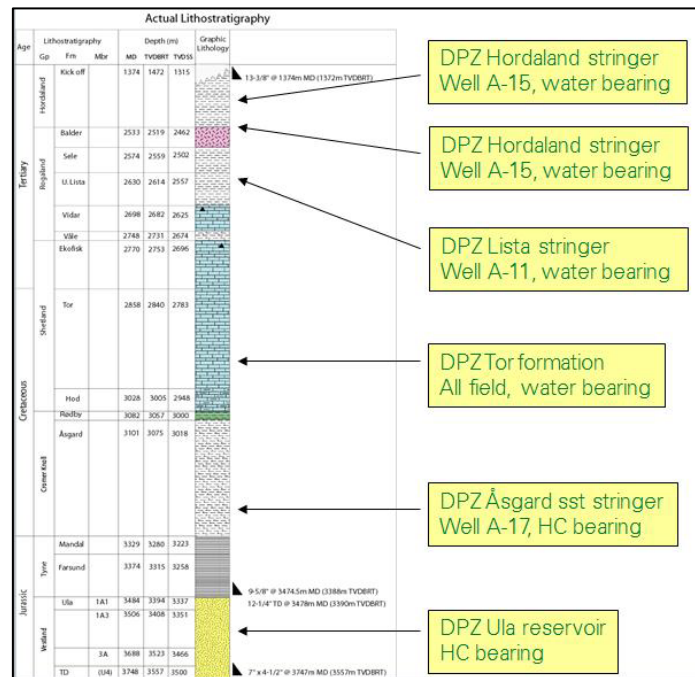 Actual Lithostratigraphy
Age Lithostratigraphy Depth (m) Graphic Lithology
Gp Fm Mbr MD TVDBRT TVDSS
Tertiary
Hordaland
Kick off 1374 1472 1315
13-3/8" @ 1374m MD (1372m TVDBRT)
DPZ Hordaland stringer
Well A-15, water bearing
Rogaland
Balder 2533 2519 2462
DPZ Hordaland stringer
Well A-15, water bearing
Sele 2574 2559 2502
U. Lista 2630 2614 2557
DPZ Lista stringer
Well A-11, water bearing
Vidar 2698 2682 2625
Våle 2748 2731 2674
Shetland
Ekofisk 2770 2753 2696
Cretaceous
Tor 2858 2840 2783
DPZ Tor formation
All field, water bearing
Hod 3028 3005 2948
Cromer Knoll
Rødby 3082 3057 3000
Åsgard 3101 3075 3018
DPZ Åsgard sst stringer
Well A-17, HC bearing
Jurassic
Tyne
Mandal 3329 3280 3223
Farsund 3374 3315 3258
9-5/8" @ 3474.5m MD (3388m TVDBRT)
12-1/4" TD @ 3478m MD (3390m TVDBRT)
Vestland
Ula 1A1 3484 3394 3337
1A3 3506 3408 3351
DPZ Ula reservoir
HC bearing
3A 3688 3523 3466
TD (U4) 3748 3557 3500
7" x 4-1/2" @ 3747m MD (3557m TVDBRT)